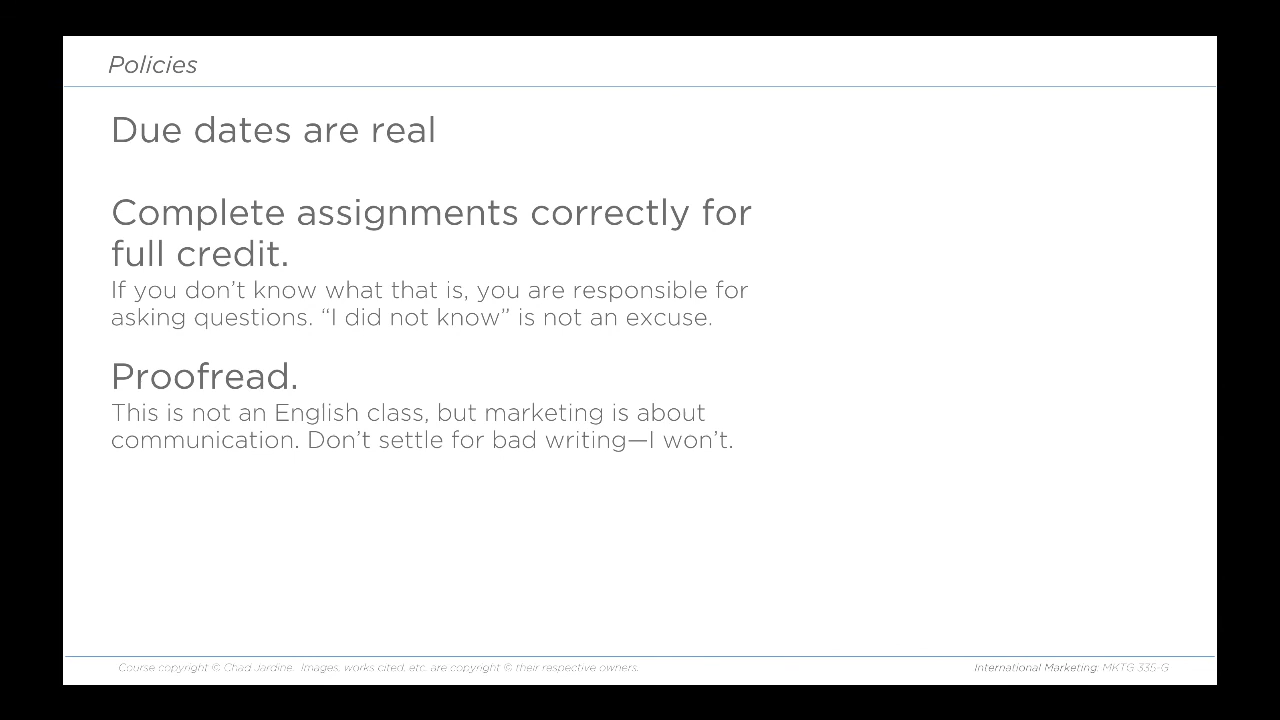 Policies
Due dates are real
Complete assignments correctly for
full credit.
If you don’t know what that is, you are responsible for
asking questions. “I did not know” is not an excuse.
Proofread.
This is not an English class, but marketing is about
communication. Don’t settle for bad writing—I won’t.
Course copyright © Chad Jardine. Images, works cited, etc. are copyright © their respective owners.
International Marketing: MKTG 335-G